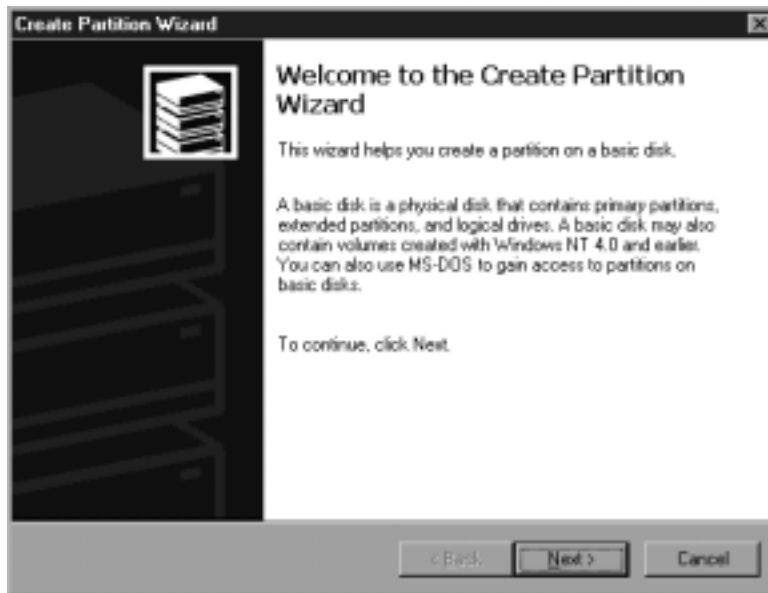 Create Partition Wizard
Welcome to the Create Partition
Wizard
This wizard helps you create a partition on a basic disk.
A basic disk is a physical disk that contains primary partitions,
extended partitions, and logical drives. A basic disk may also
contain volumes created with Windows NT 4.0 and earlier.
You can also use MS-DOS to gain access to partitions on
basic disks.
To continue, click Next.
< Back Next > Cancel